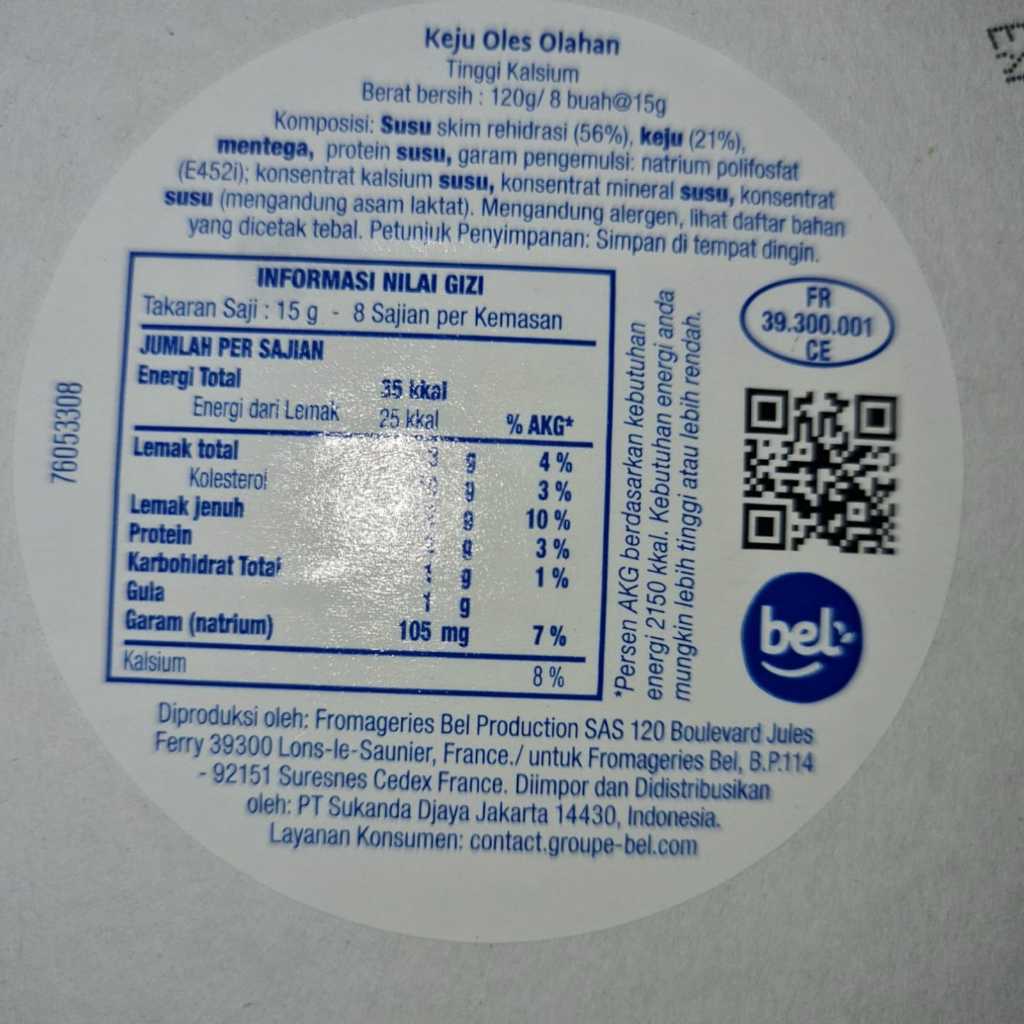 Keju Oles Olahan
Tinggi Kalsium
Berat bersih : 120g/ 8 buah@15g
Komposisi: Susu skim rehidrasi (56%), keju (21%),
mentega, protein susu, garam pengemulsi: natrium polifosfat
(E452i); konsentrat kalsium susu, konsentrat mineral susu, konsentrat
susu (mengandung asam laktat). Mengandung alergen, lihat daftar bahan
yang dicetak tebal. Petunjuk Penyimpanan: Simpan di tempat dingin.
INFORMASI NILAI GIZI
Takaran Saji : 15 g - 8 Sajian per Kemasan
JUMLAH PER SAJIAN
Energi Total 35 kkal
Energi dari Lemak 25 kkal % AKG*
Lemak total g 4 %
Kolesterol 3 %
Lemak jenuh g 10 %
Protein g 3 %
Karbohidrat Total g 1 %
Gula 1 g
Garam (natrium) 105 mg 7 %
Kalsium 8 %
*Persen AKG berdasarkan kebutuhan
energi 2150 kkal. Kebutuhan energi anda
mungkin lebih tinggi atau lebih rendah.
FR
39.300.001
CE
bel
76053308
Diproduksi oleh: Fromageries Bel Production SAS 120 Boulevard Jules
Ferry 39300 Lons-le-Saunier, France./ untuk Fromageries Bel, B.P.114
- 92151 Suresnes Cedex France. Diimpor dan Didistribusikan
oleh: PT Sukanda Djaya Jakarta 14430, Indonesia.
Layanan Konsumen: contact.groupe-bel.com